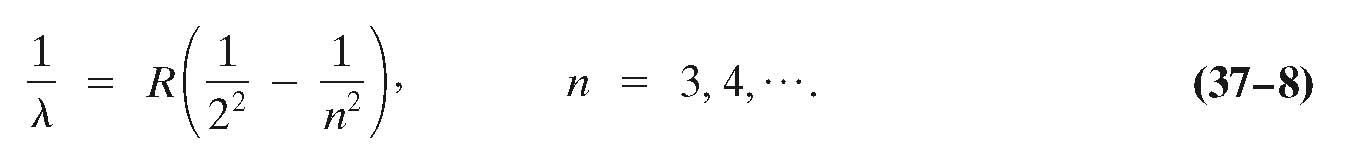 1/λ = R(1/2² − 1/n²), n = 3, 4, ⋯. (37–8)